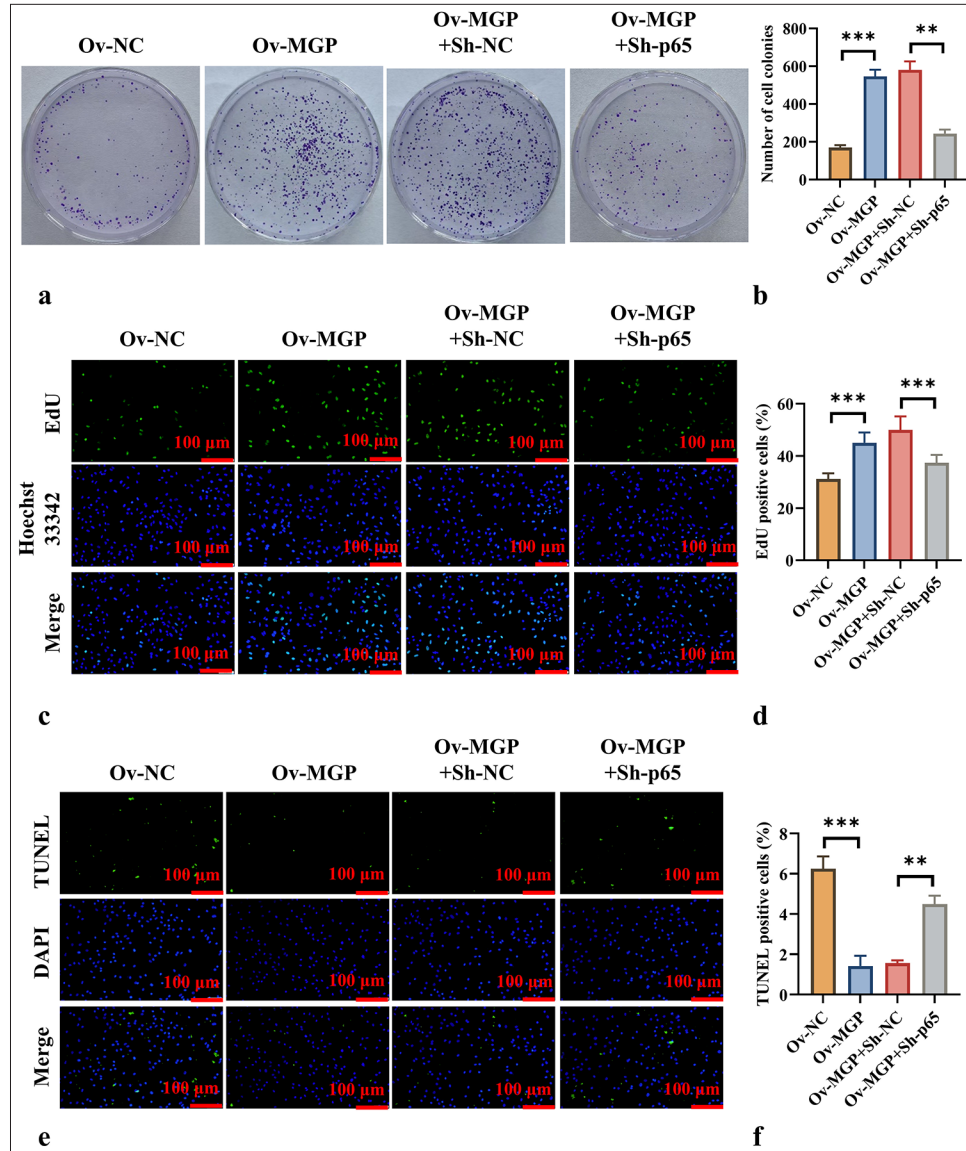 Ov-NC
Ov-MGP
Ov-MGP
+Sh-NC
Ov-MGP
+Sh-p65
a
Number of cell colonies
800
600
400
200
0
***
**
Ov-NC
Ov-MGP
Ov-MGP+Sh-NC
Ov-MGP+Sh-p65
b
Ov-NC
Ov-MGP
Ov-MGP
+Sh-NC
Ov-MGP
+Sh-p65
EdU
100 µm
100 µm
100 µm
100 µm
Hoechst
33342
100 µm
100 µm
100 µm
100 µm
Merge
100 µm
100 µm
100 µm
100 µm
c
EdU positive cells (%)
60
40
20
0
***
***
Ov-NC
Ov-MGP
Ov-MGP+Sh-NC
Ov-MGP+Sh-p65
d
Ov-NC
Ov-MGP
Ov-MGP
+Sh-NC
Ov-MGP
+Sh-p65
TUNEL
100 µm
100 µm
100 µm
100 µm
DAPI
100 µm
100 µm
100 µm
100 µm
Merge
100 µm
100 µm
100 µm
100 µm
e
TUNEL positive cells (%)
8
6
4
2
0
***
**
Ov-NC
Ov-MGP
Ov-MGP+Sh-NC
Ov-MGP+Sh-p65
f